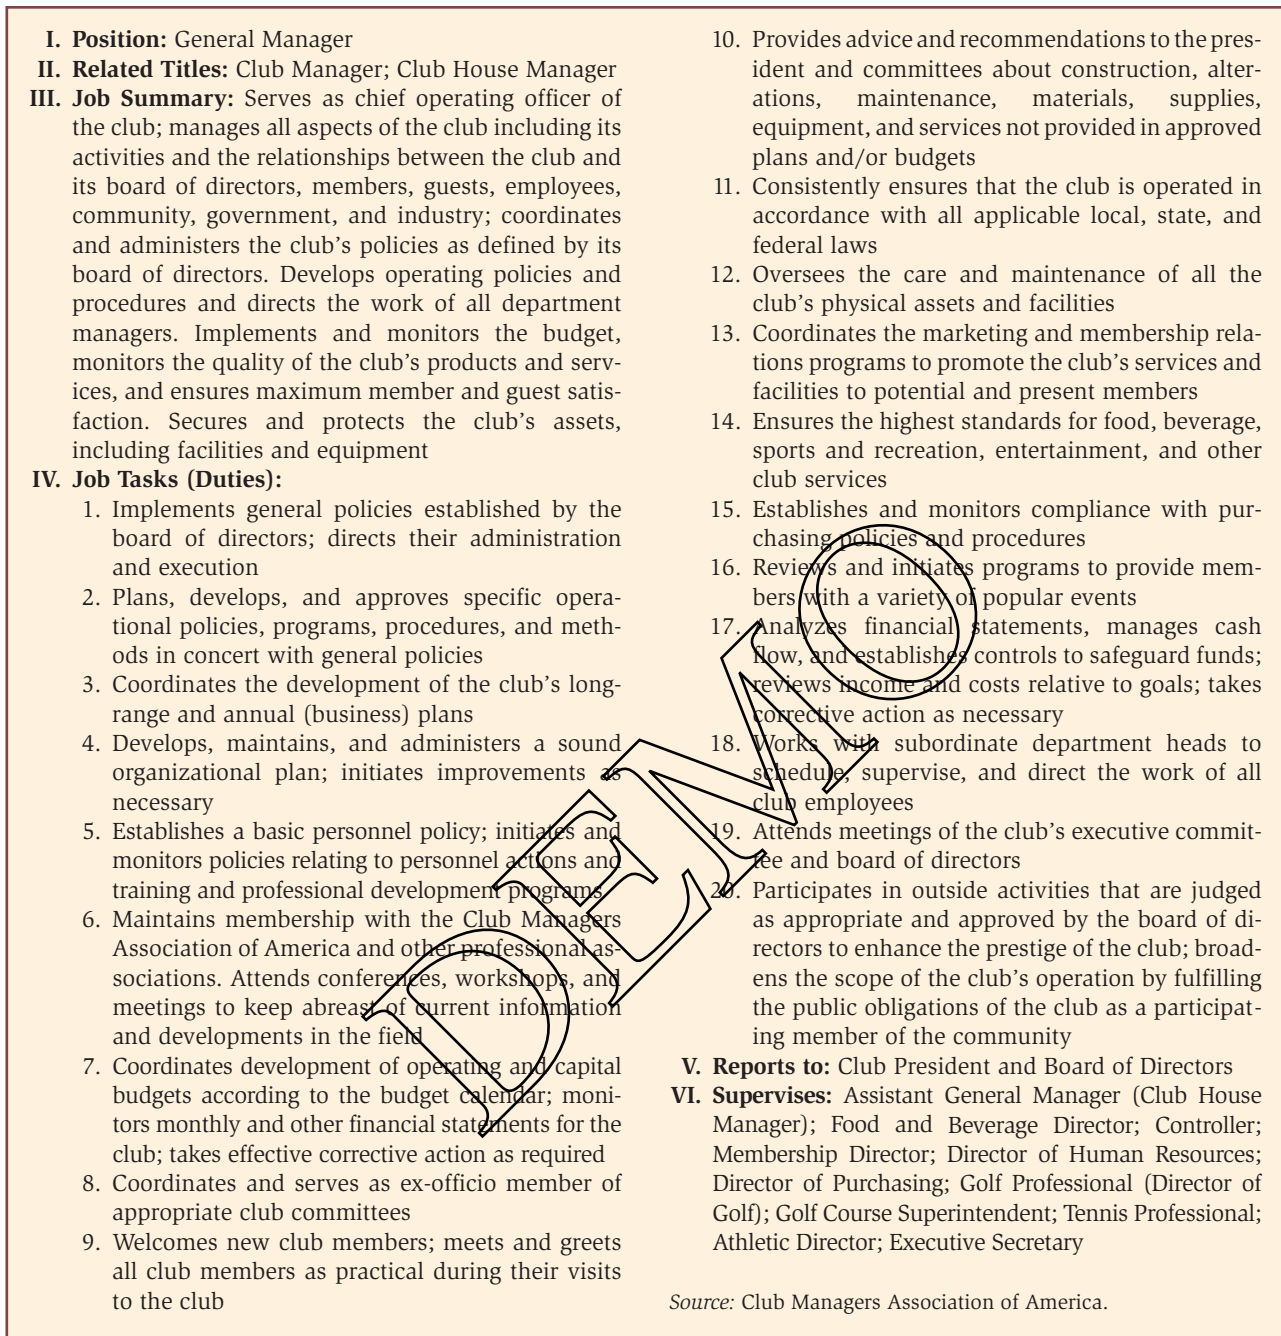 I. Position: General Manager
II. Related Titles: Club Manager; Club House Manager
III. Job Summary: Serves as chief operating officer of
the club; manages all aspects of the club including its
activities and the relationships between the club and
its board of directors, members, guests, employees,
community, government, and industry; coordinates
and administers the club's policies as defined by its
board of directors. Develops operating policies and
procedures and directs the work of all department
managers. Implements and monitors the budget,
monitors the quality of the club's products and serv-
ices, and ensures maximum member and guest satis-
faction. Secures and protects the club's assets,
including facilities and equipment
IV. Job Tasks (Duties):
1. Implements general policies established by the
board of directors; directs their administration
and execution
2. Plans, develops, and approves specific opera-
tional policies, programs, procedures, and meth-
ods in concert with general policies
3. Coordinates the development of the club's long-
range and annual (business) plans
4. Develops, maintains, and administers a sound
organizational plan; initiates improvements as
necessary
5. Establishes a basic personnel policy; initiates and
monitors policies relating to personnel actions and
training and professional development programs
6. Maintains membership with the Club Managers
Association of America and other professional as-
sociations. Attends conferences, workshops, and
meetings to keep abreast of current information
and developments in the field
7. Coordinates development of operating and capital
budgets according to the budget calendar; moni-
tors monthly and other financial statements for the
club; takes effective corrective action as required
8. Coordinates and serves as ex-officio member of
appropriate club committees
9. Welcomes new club members; meets and greets
all club members as practical during their visits
to the club
10. Provides advice and recommendations to the pres-
ident and committees about construction, alter-
ations, maintenance, materials, supplies,
equipment, and services not provided in approved
plans and/or budgets
11. Consistently ensures that the club is operated in
accordance with all applicable local, state, and
federal laws
12. Oversees the care and maintenance of all the
club's physical assets and facilities
13. Coordinates the marketing and membership rela-
tions programs to promote the club's services and
facilities to potential and present members
14. Ensures the highest standards for food, beverage,
sports and recreation, entertainment, and other
club services
15. Establishes and monitors compliance with pur-
chasing policies and procedures
16. Reviews and initiates programs to provide mem-
bers with a variety of popular events
17. Analyzes financial statements, manages cash
flow, and establishes controls to safeguard funds;
reviews income and costs relative to goals; takes
corrective action as necessary
18. Works with subordinate department heads to
schedule, supervise, and direct the work of all
club employees
19. Attends meetings of the club's executive commit-
tee and board of directors
20. Participates in outside activities that are judged
as appropriate and approved by the board of di-
rectors to enhance the prestige of the club; broad-
ens the scope of the club's operation by fulfilling
the public obligations of the club as a participat-
ing member of the community
V. Reports to: Club President and Board of Directors
VI. Supervises: Assistant General Manager (Club House
Manager); Food and Beverage Director; Controller;
Membership Director; Director of Human Resources;
Director of Purchasing; Golf Professional (Director of
Golf); Golf Course Superintendent; Tennis Professional;
Athletic Director; Executive Secretary
Source: Club Managers Association of America.
DEMO